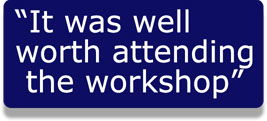 “It was well
worth attending
the workshop”